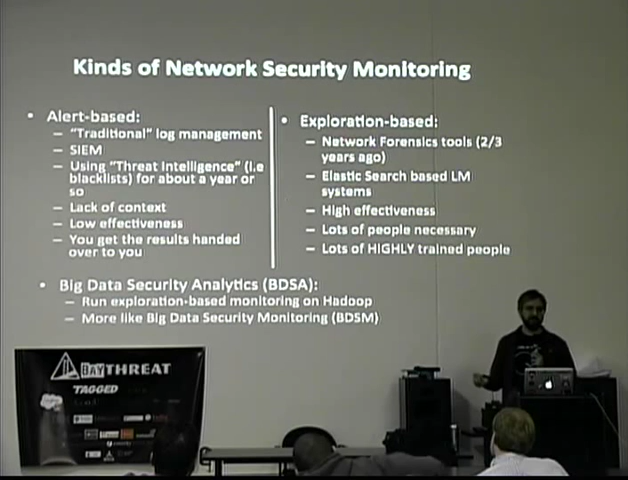 Kinds of Network Security Monitoring
• Alert-based:
– "Traditional" log management
– SIEM
– Using "Threat Intelligence" (i.e
blacklists) for about a year or
so
– Lack of context
– Low effectiveness
– You get the results handed
over to you
• Exploration-based:
– Network Forensics tools (2/3
years ago)
– Elastic Search based LM
systems
– High effectiveness
– Lots of people necessary
– Lots of HIGHLY trained people
• Big Data Security Analytics (BDSA):
– Run exploration-based monitoring on Hadoop
– More like Big Data Security Monitoring (BDSM)
BAYTHREAT
TAGGED